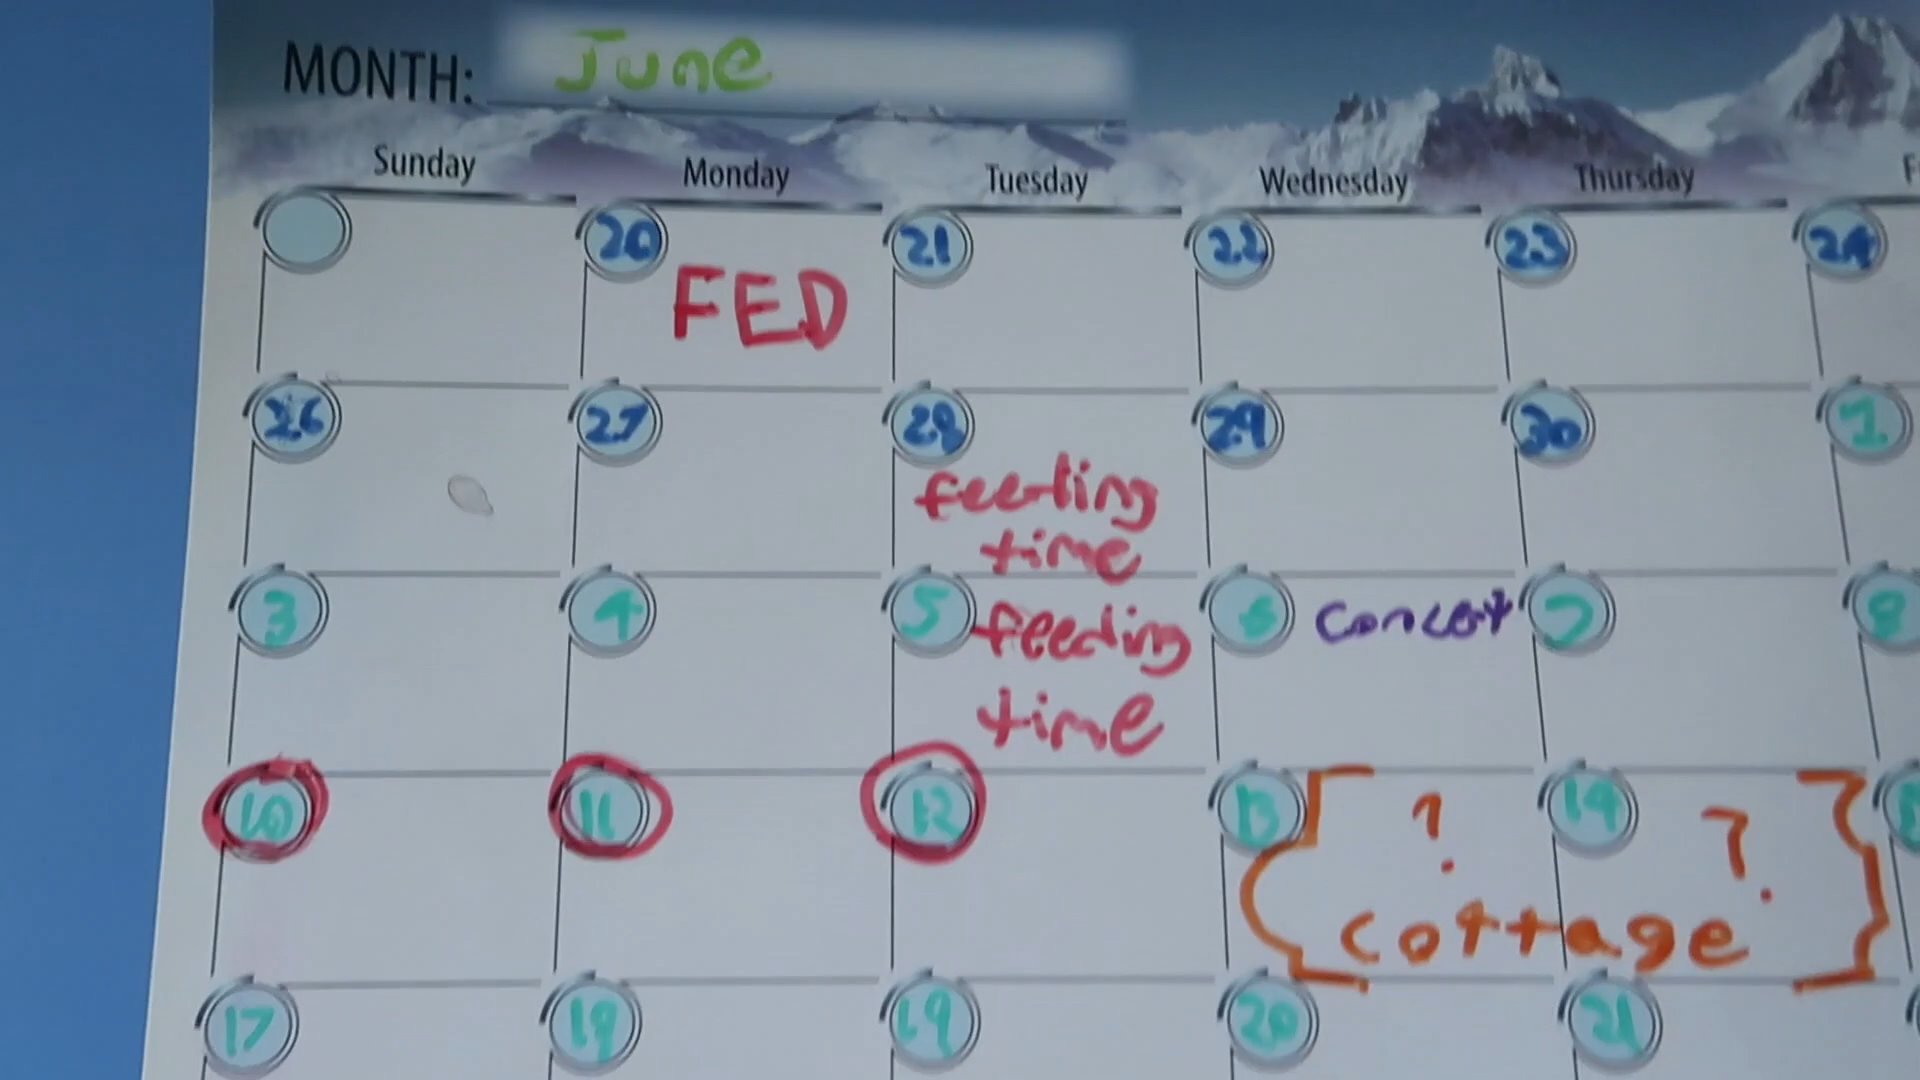 MONTH: June
Sunday Monday Tuesday Wednesday Thursday
20 21 22 23 24
FED
26 27 28 29 30 1
feeding
time
3 4 5 6 concert 7 8
feeding
time
10 11 12 13 ? 14 ?
cottage
17 18 19 20 21